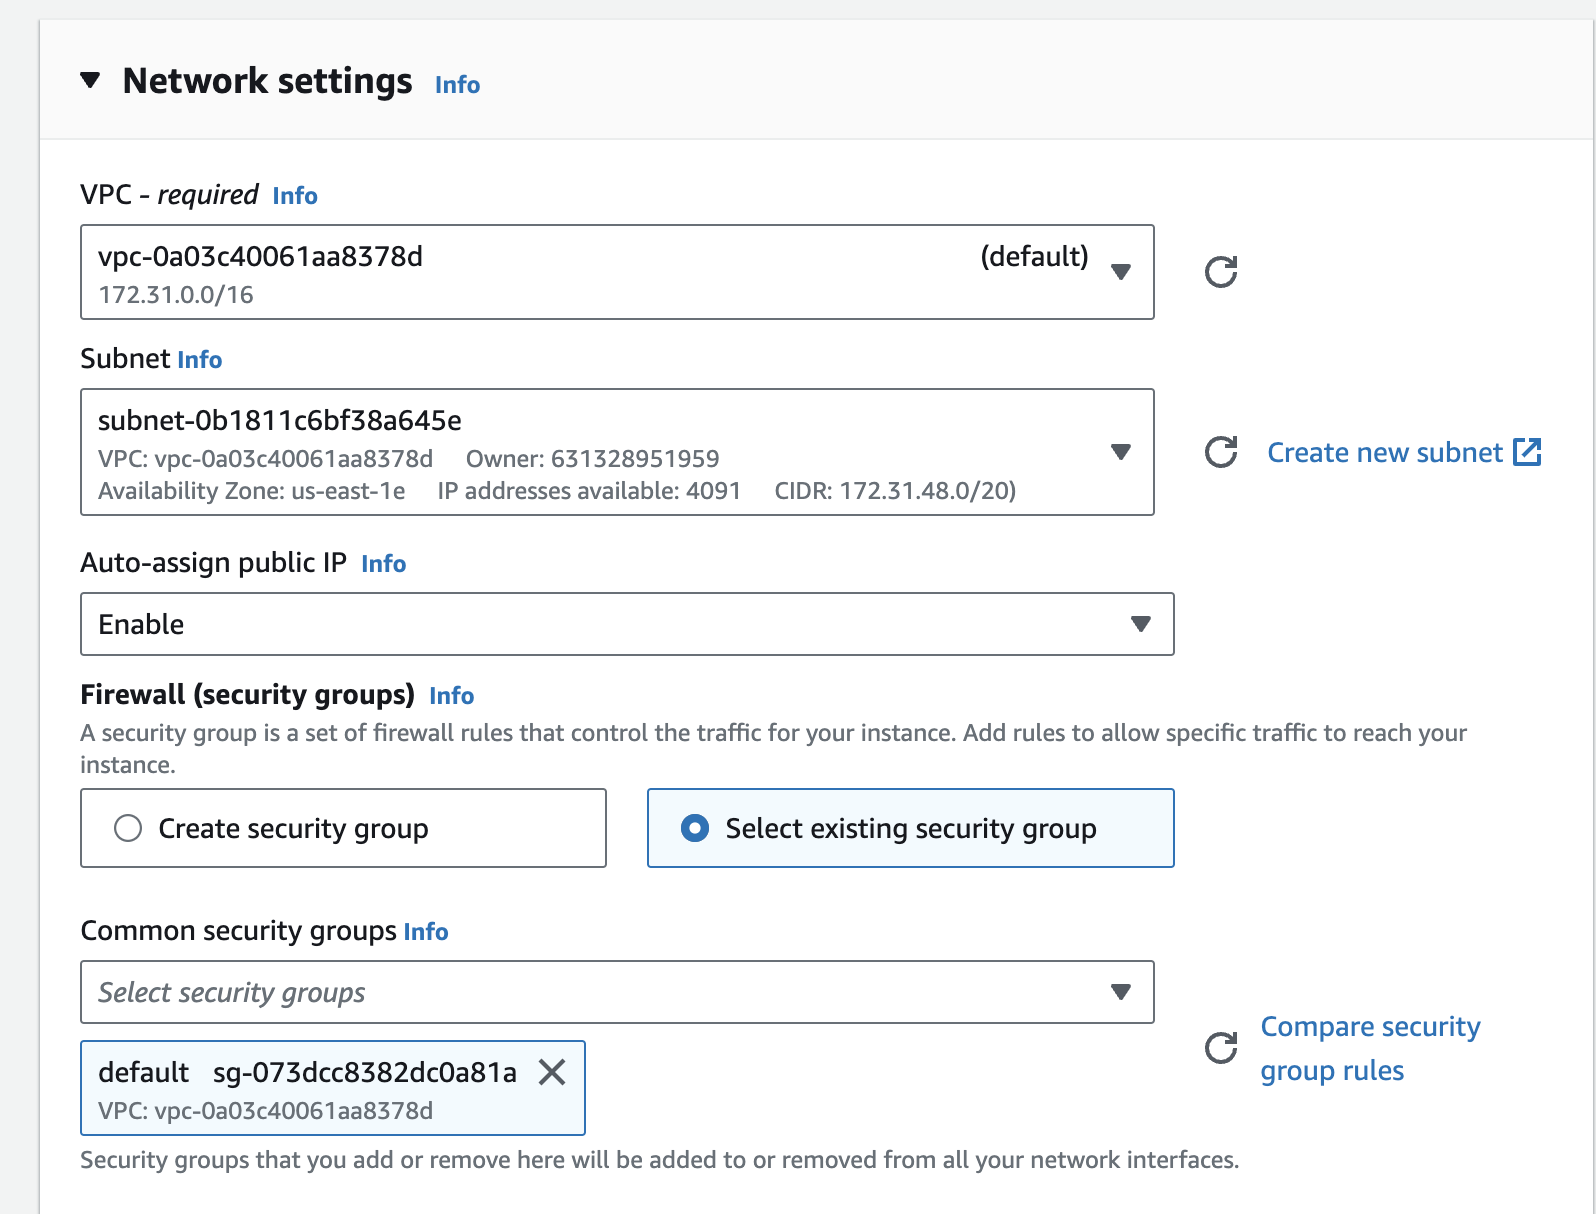 Network settings Info
VPC - required Info
vpc-0a03c40061aa8378d (default)
172.31.0.0/16
Subnet Info
subnet-0b1811c6bf38a645e
VPC: vpc-0a03c40061aa8378d Owner: 631328951959
Availability Zone: us-east-1e IP addresses available: 4091 CIDR: 172.31.48.0/20)
Create new subnet
Auto-assign public IP Info
Enable
Firewall (security groups) Info
A security group is a set of firewall rules that control the traffic for your instance. Add rules to allow specific traffic to reach your
instance.
Create security group
Select existing security group
Common security groups Info
Select security groups
Compare security
group rules
default sg-073dcc8382dc0a81a
VPC: vpc-0a03c40061aa8378d
Security groups that you add or remove here will be added to or removed from all your network interfaces.